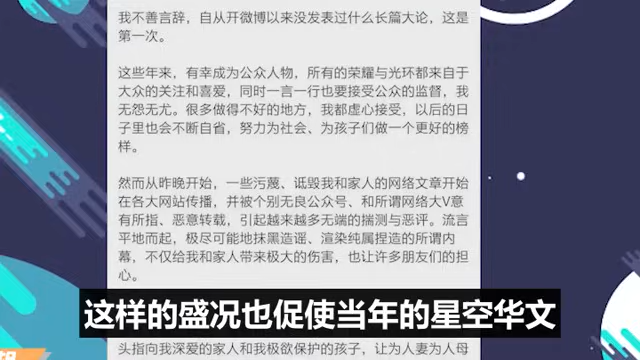 我不善言辞，自从开微博以来没发表过什么长篇大论，这是
第一次。
这些年来，有幸成为公众人物，所有的荣耀与光环都来自于
大众的关注和喜爱，同时一言一行也要接受公众的监督，我
无怨无尤。很多做得不好的地方，我都虚心接受，以后的日
子里也会不断自省，努力为社会、为孩子们做一个更好的榜
样。
然而从昨晚开始，一些污蔑、诋毁我和家人的网络文章开始
在各大网站传播，并被个别无良公众号、和所谓网络大V意
有所指、恶意转载，引起越来越多无端的揣测与恶评。流言
平地而起，极尽可能地抹黑造谣、渲染纯属捏造的所谓内
幕，不仅给我和家人带来极大的伤害，也让许多朋友们的担
心。
这样的盛况也促使当年的星空华文
头指向我深爱的家人和我极欲保护的孩子，让为人妻为人母